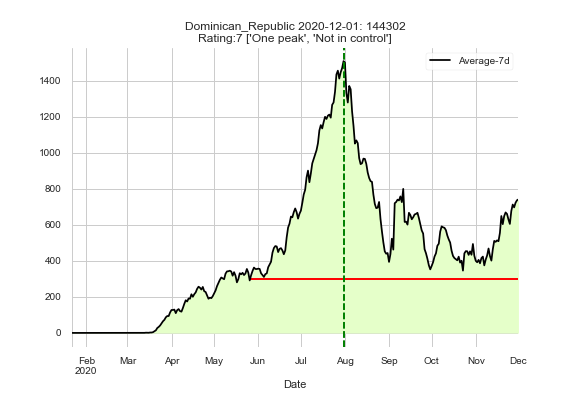 Dominican_Republic 2020-12-01: 144302
Rating:7 ['One peak', 'Not in control']
Average-7d
1400
1200
1000
800
600
400
200
0
Feb Mar Apr May Jun Jul Aug Sep Oct Nov Dec
2020
Date